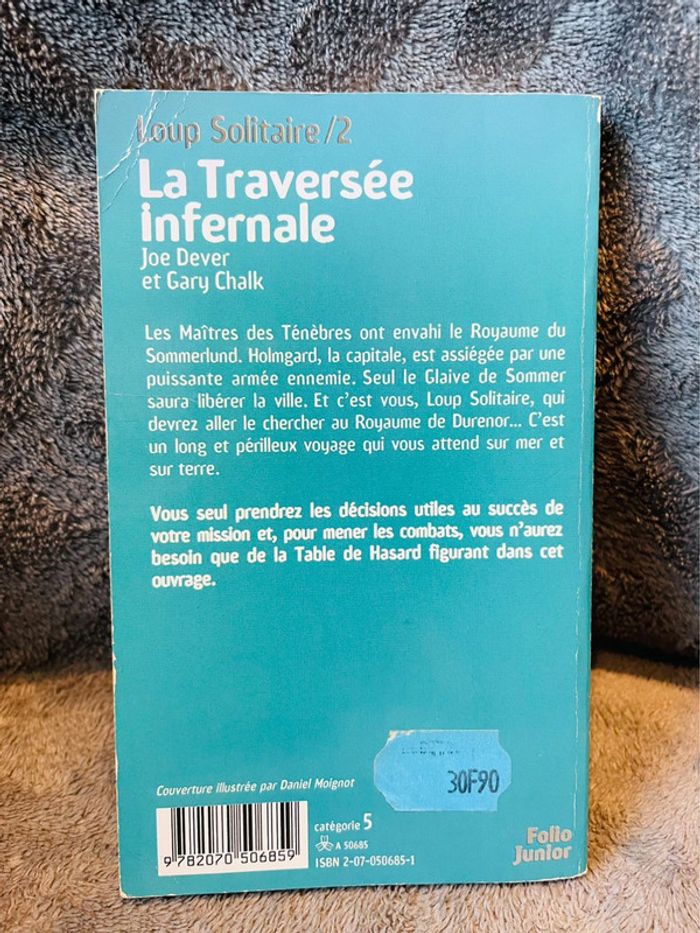 Loup Solitaire/2
La Traversée
infernale
Joe Dever
et Gary Chalk
Les Maîtres des Ténèbres ont envahi le Royaume du
Sommerlund. Holmgard, la capitale, est assiégée par une
puissante armée ennemie. Seul le Glaive de Sommer
saura libérer la ville. Et c'est vous, Loup Solitaire, qui
devrez aller le chercher au Royaume de Durenor... C'est
un long et périlleux voyage qui vous attend sur mer et
sur terre.
Vous seul prendrez les décisions utiles au succès de
votre mission et, pour mener les combats, vous n'aurez
besoin que de la Table de Hasard figurant dans cet
ouvrage.
30F90
Couverture illustrée par Daniel Moignot
catégorie 5
A 50685
ISBN 2-07-050685-1
9 782070 506859
Folio
Junior